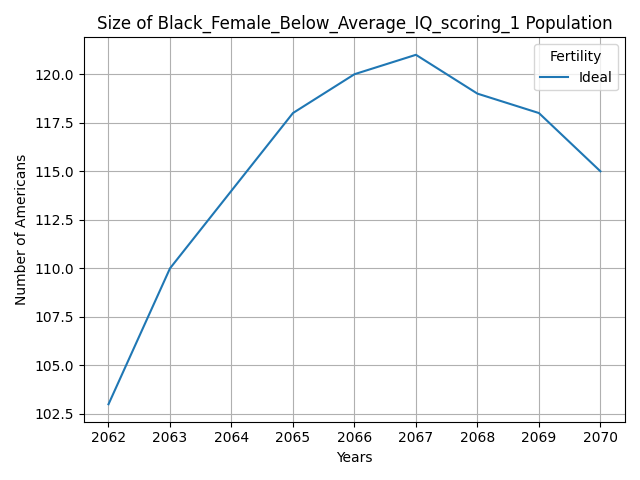 Size of Black_Female_Below_Average_IQ_scoring_1 Population
Fertility
Ideal
120.0
117.5
115.0
112.5
110.0
107.5
105.0
102.5
Number of Americans
2062 2063 2064 2065 2066 2067 2068 2069 2070
Years